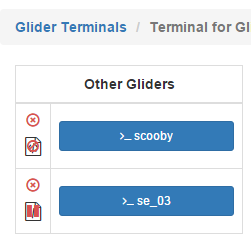 Glider Terminals / Terminal for Gl
Other Gliders
>_ scooby
>_ se_03